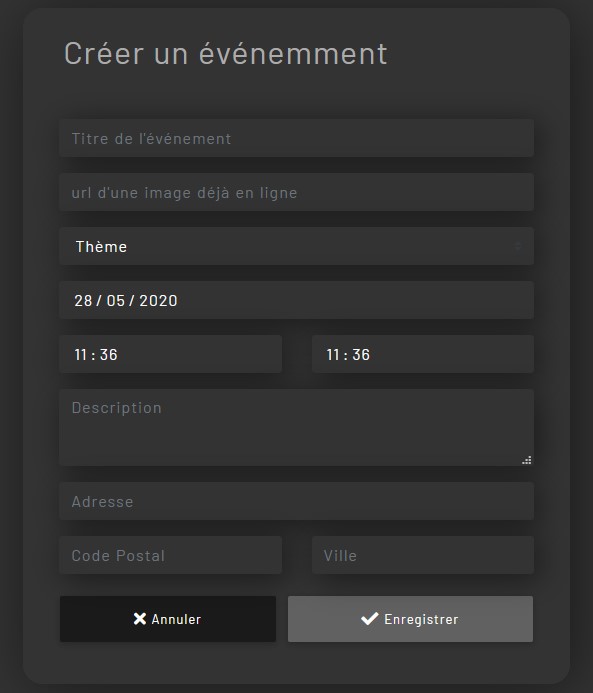 Créer un événemment
Titre de l'événement
url d'une image déjà en ligne
Thème
28 / 05 / 2020
11 : 36
11 : 36
Description
Adresse
Code Postal
Ville
Annuler
Enregistrer